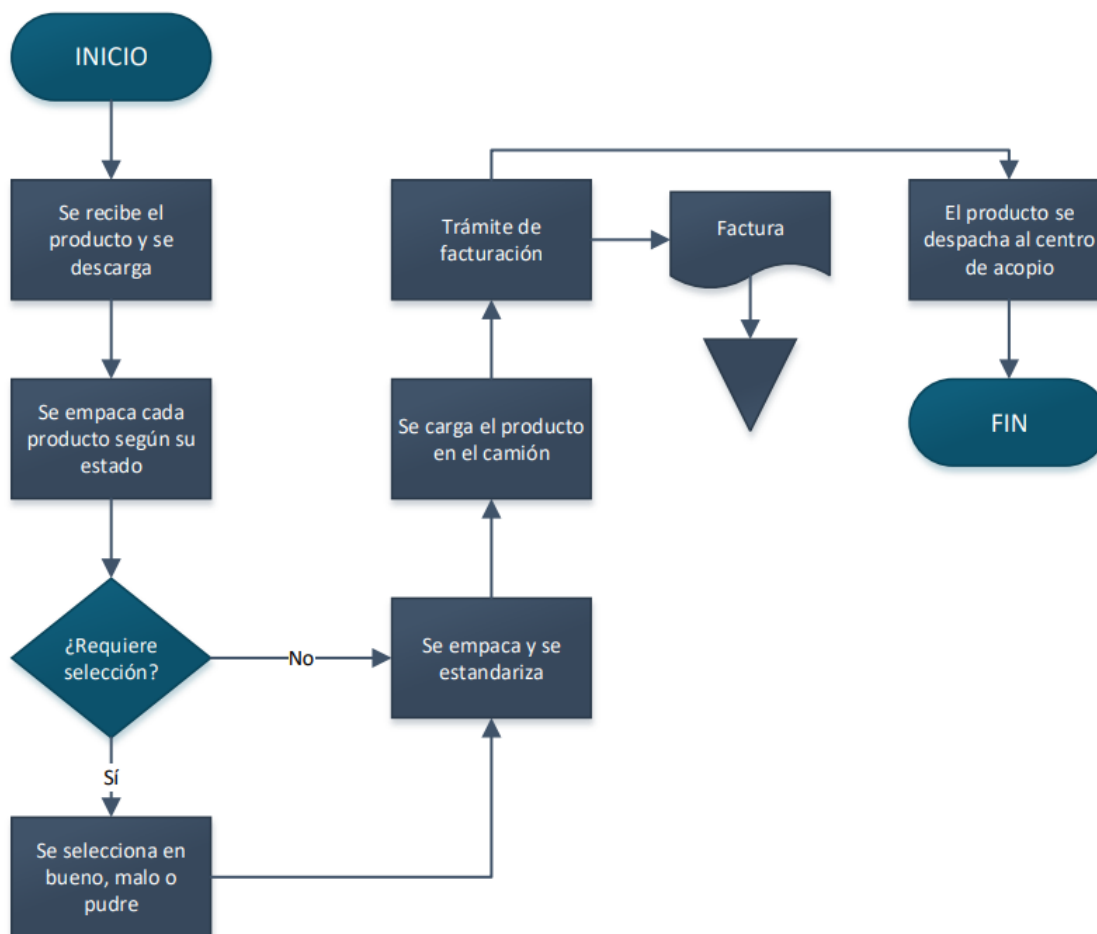 INICIO
Se recibe el
producto y se
descarga
Se empaca cada
producto según su
estado
¿Requiere
selección?
No
Sí
Se selecciona en
bueno, malo o
pudre
Se empaca y se
estandariza
Se carga el producto
en el camión
Trámite de
facturación
Factura
El producto se
despacha al centro
de acopio
FIN